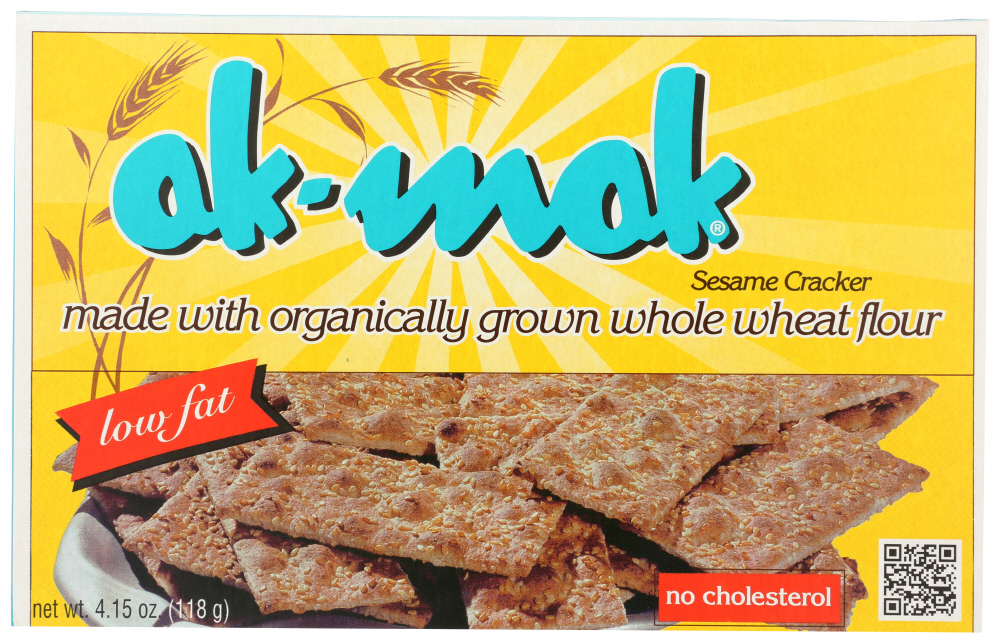 ak-mak®
Sesame Cracker
made with organically grown whole wheat flour
low fat
no cholesterol
net wt. 4.15 oz. (118 g)